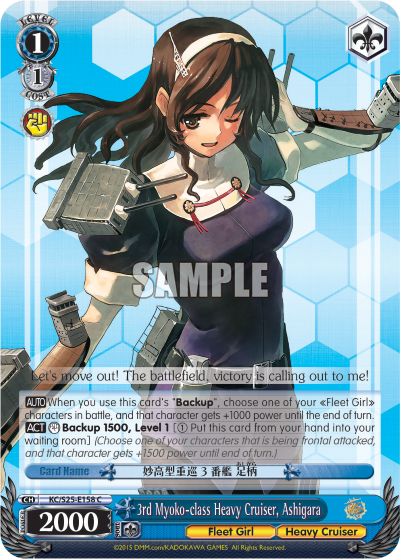 LEVEL
1
1
COST
SAMPLE
Let's move out! The battlefield, victory is calling out to me!
AUTO When you use this card's "Backup", choose one of your «Fleet Girl»
characters in battle, and that character gets +1000 power until the end of turn.
ACT Backup 1500, Level 1 [① Put this card from your hand into your
waiting room.] (Choose one of your characters that is being frontal attacked,
and that character gets +1500 power until end of turn.)
Card Name 妙高型重巡3番艦 足柄
CH KC/S25-E158 C
3rd Myoko-class Heavy Cruiser, Ashigara
2000
Fleet Girl Heavy Cruiser
©2015 DMM.com/KADOKAWA GAMES. All Rights Reserved.